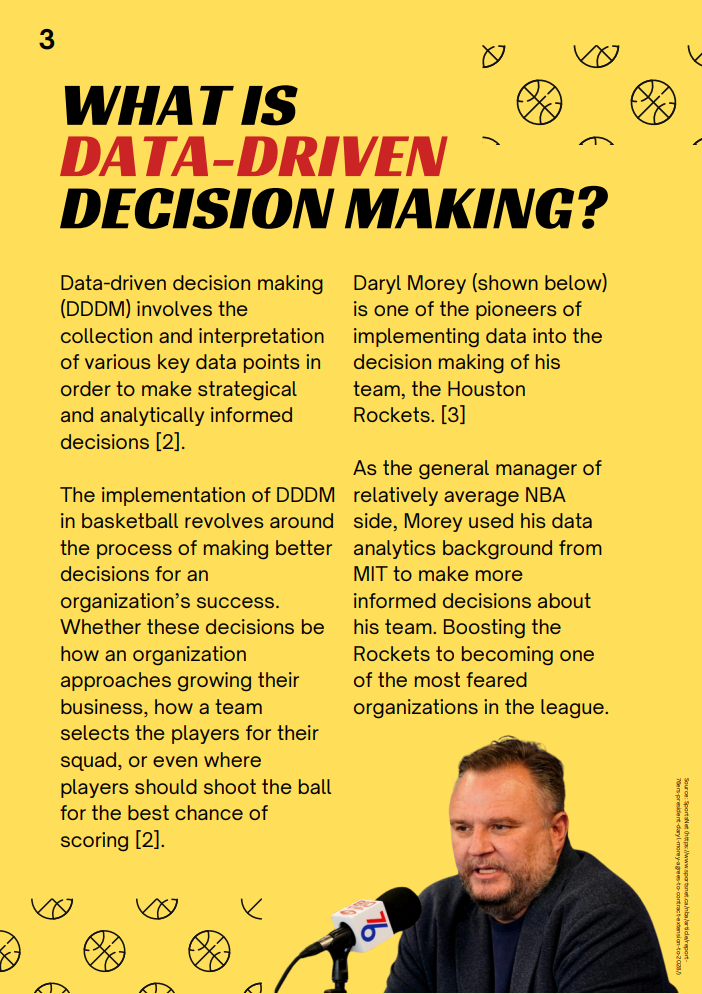 3
WHAT IS
DATA-DRIVEN
DECISION MAKING?
Data-driven decision making
(DDDM) involves the
collection and interpretation
of various key data points in
order to make strategical
and analytically informed
decisions [2].
The implementation of DDDM
in basketball revolves around
the process of making better
decisions for an
organization's success.
Whether these decisions be
how an organization
approaches growing their
business, how a team
selects the players for their
squad, or even where
players should shoot the ball
for the best chance of
scoring [2].
Daryl Morey (shown below)
is one of the pioneers of
implementing data into the
decision making of his
team, the Houston
Rockets. [3]
As the general manager of
relatively average NBA
side, Morey used his data
analytics background from
MIT to make more
informed decisions about
his team. Boosting the
Rockets to becoming one
of the most feared
organizations in the league.
76
Source: SportsNet (https://www.sportsnet.ca/nba/article/report-
76ers-president-daryl-morey-agrees-to-contract-extension-to-2028/)